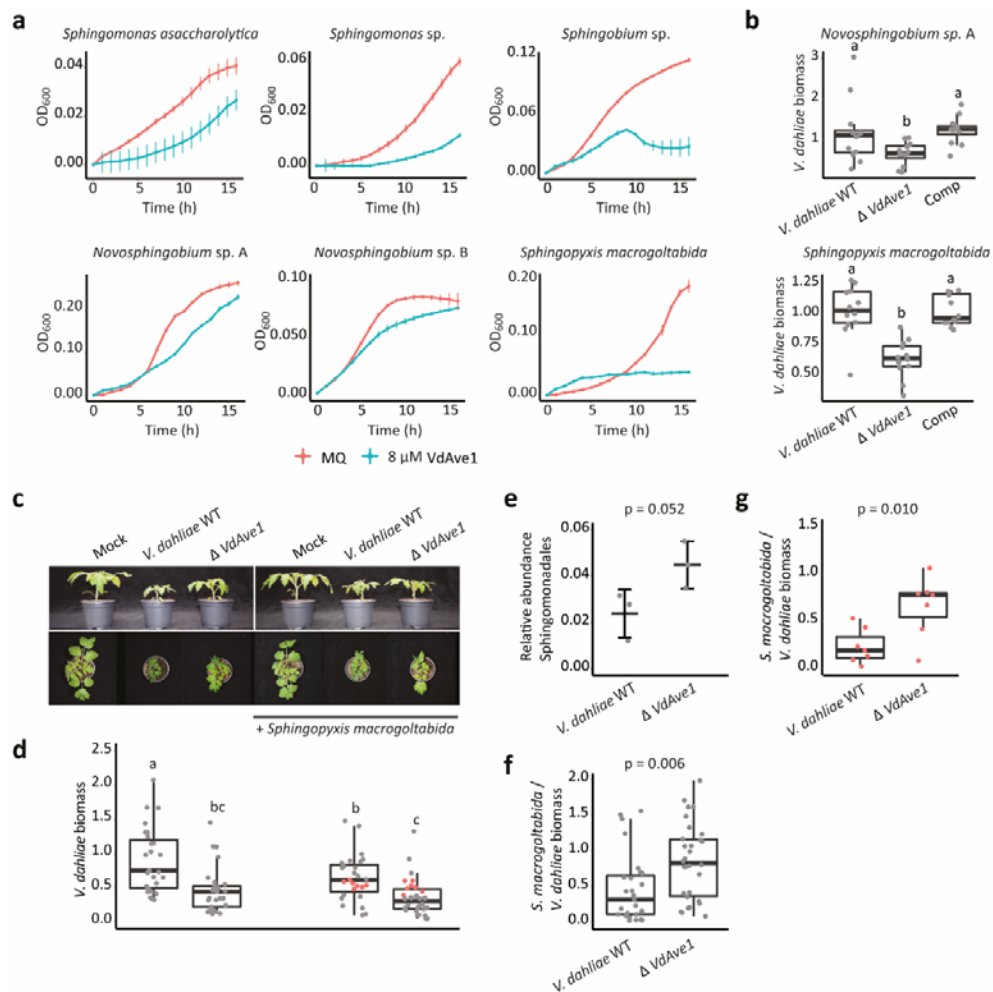 a
Sphingomonas asaccharolytica
Sphingomonas sp.
Sphingobium sp.
OD600
0.04
0.02
0.00
0 5 10 15
Time (h)
OD600
0.06
0.04
0.02
0.00
0 5 10 15
Time (h)
OD600
0.12
0.06
0.03
0.00
0 5 10 15
Time (h)
Novosphingobium sp. A
Novosphingobium sp. B
Sphingopyxis macrogoltabida
OD600
0.20
0.10
0.00
0 5 10 15
Time (h)
OD600
0.10
0.050
0.00
0 5 10 15
Time (h)
OD600
0.20
0.10
0.00
0 5 10 15
Time (h)
MQ 8 μM VdAve1
b
Novosphingobium sp. A
V. dahliae biomass
3
2
1
a
b
a
V. dahliae WT
Δ VdAve1
Comp
Sphingopyxis macrogoltabida
V. dahliae biomass
1.25
1.00
0.75
0.50
a
b
a
V. dahliae WT
Δ VdAve1
Comp
c
Mock
V. dahliae WT
Δ VdAve1
Mock
V. dahliae WT
Δ VdAve1
+ Sphingopyxis macrogoltabida
d
V. dahliae biomass
2.5
2.0
1.5
1.0
0.5
0.0
a
bc
b
c
e
p = 0.052
Relative abundance
Sphingomonadales
0.06
0.04
0.02
0.00
V. dahliae WT
Δ VdAve1
f
p = 0.006
S. macrogoltabida /
V. dahliae biomass
2.0
1.5
1.0
0.5
0.0
V. dahliae WT
Δ VdAve1
g
p = 0.010
S. macrogoltabida /
V. dahliae biomass
1.5
1.0
0.5
0.0
V. dahliae WT
Δ VdAve1